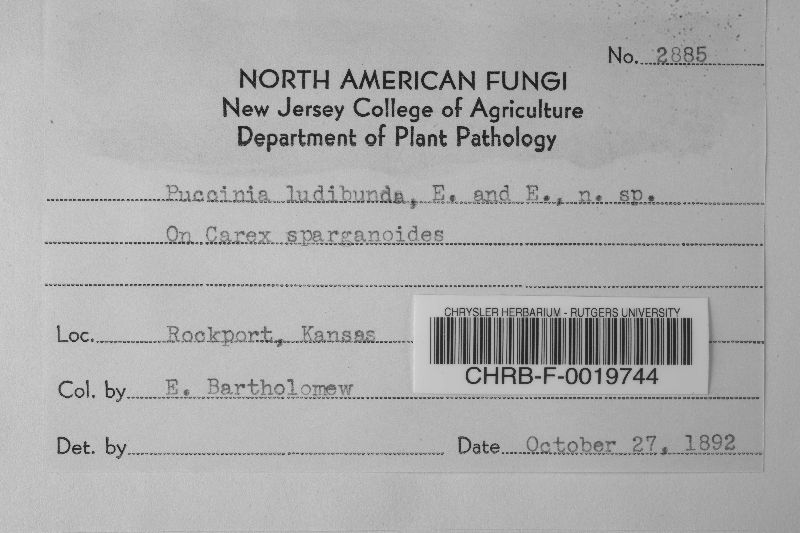 No. 2885
NORTH AMERICAN FUNGI
New Jersey College of Agriculture
Department of Plant Pathology
Puccinia ludibunda, E. and E., n. sp.
On Carex sparganoides
CHRYSLER HERBARIUM - RUTGERS UNIVERSITY
CHRB-F-0019744
Loc. Rockport, Kansas
Col. by E. Bartholomew
Det. by
Date October 27, 1892